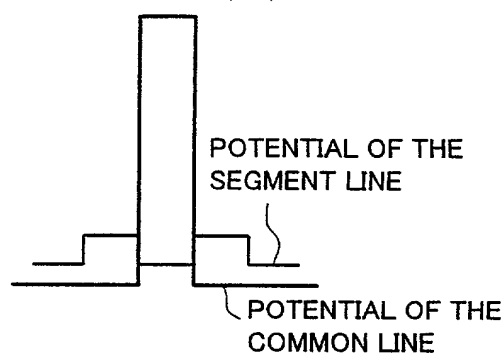 POTENTIAL OF THE
SEGMENT LINE
POTENTIAL OF THE
COMMON LINE